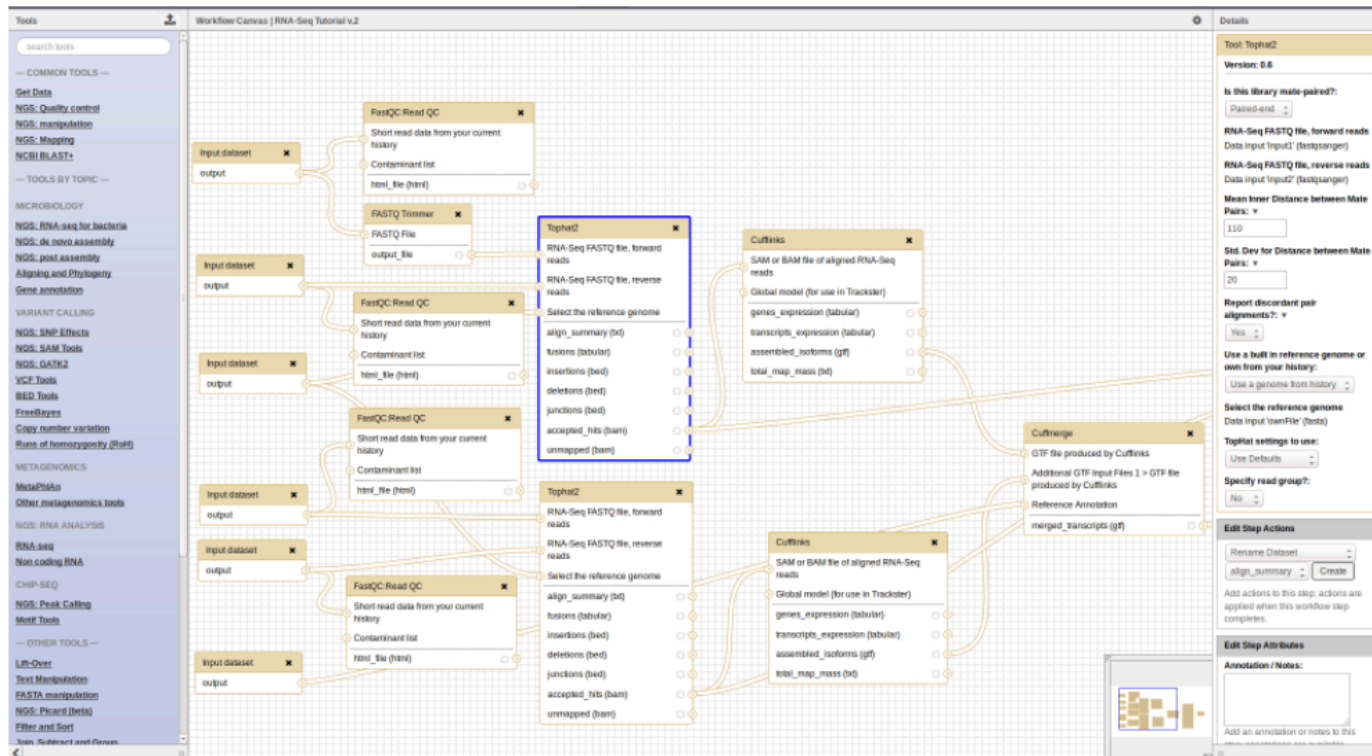 Tools
search tools
--- COMMON TOOLS ---
Get Data
NGS: Quality control
NGS: manipulation
NGS: Mapping
NCBI BLAST+
--- TOOLS BY TOPIC ---
MICROBIOLOGY
NGS: RNA-seq for bacteria
NGS: de novo assembly
NGS: post assembly
Aligning and Phylogeny
Gene annotation
VARIANT CALLING
NGS: SNP Effects
NGS: SAM Tools
NGS: GATK2
VCF Tools
BED Tools
FreeBayes
Copy number variation
Runs of homozygosity (RoH)
METAGENOMICS
MetaPhlAn
Other metagenomics tools
NGS: RNA ANALYSIS
RNA-seq
Non coding RNA
CHIP-SEQ
NGS: Peak Calling
Motif Tools
--- OTHER TOOLS ---
Lift-Over
Text Manipulation
FASTA manipulation
NGS: Picard (beta)
Filter and Sort
Join, Subtract and Group
Workflow Canvas | RNA-Seq Tutorial v.2
Input dataset
output
Input dataset
output
Input dataset
output
Input dataset
output
Input dataset
output
Input dataset
output
FastQC:Read QC
Short read data from your current
history
Contaminant list
html_file (html)
FASTQ Trimmer
FASTQ File
output_file
FastQC:Read QC
Short read data from your current
history
Contaminant list
html_file (html)
FastQC:Read QC
Short read data from your current
history
Contaminant list
html_file (html)
FastQC:Read QC
Short read data from your current
history
Contaminant list
html_file (html)
Tophat2
RNA-Seq FASTQ file, forward
reads
RNA-Seq FASTQ file, reverse
reads
Select the reference genome
align_summary (txt)
fusions (tabular)
insertions (bed)
deletions (bed)
junctions (bed)
accepted_hits (bam)
unmapped (bam)
Tophat2
RNA-Seq FASTQ file, forward
reads
RNA-Seq FASTQ file, reverse
reads
Select the reference genome
align_summary (txt)
fusions (tabular)
insertions (bed)
deletions (bed)
junctions (bed)
accepted_hits (bam)
unmapped (bam)
Cufflinks
SAM or BAM file of aligned RNA-Seq
reads
Global model (for use in Trackster)
genes_expression (tabular)
transcripts_expression (tabular)
assembled_isoforms (gtf)
total_map_mass (txt)
Cufflinks
SAM or BAM file of aligned RNA-Seq
reads
Global model (for use in Trackster)
genes_expression (tabular)
transcripts_expression (tabular)
assembled_isoforms (gtf)
total_map_mass (txt)
Cuffmerge
GTF file produced by Cufflinks
Additional GTF Input Files 1 > GTF file
produced by Cufflinks
Reference Annotation
merged_transcripts (gtf)
Details
Tool: Tophat2
Version: 0.6
Is this library mate-paired?:
Paired-end
RNA-Seq FASTQ file, forward reads
Data input 'input1' (fastqsanger)
RNA-Seq FASTQ file, reverse reads
Data input 'input2' (fastqsanger)
Mean Inner Distance between Mate
Pairs: ▼
110
Std. Dev for Distance between Mate
Pairs: ▼
20
Report discordant pair
alignments?: ▼
Yes
Use a built in reference genome or
own from your history:
Use a genome from history
Select the reference genome
Data input 'ownFile' (fasta)
TopHat settings to use:
Use Defaults
Specify read group?:
No
Edit Step Actions
Rename Dataset
align_summary
Create
Add actions to this step; actions are
applied when this workflow step
completes.
Edit Step Attributes
Annotation / Notes:
Add an annotation or notes to this